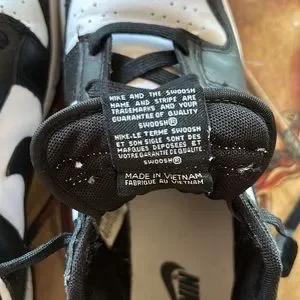 NIKE AND THE SWOOSH
NAME AND STRIPE ARE
TRADEMARKS AND YOUR
GUARANTEE OF QUALITY
SWOOSH®
NIKE-LE TERME SWOOSH
ET SON SIGLE SONT DES
MARQUES DEPOSEES ET
VOTRE GARANTIE DE QUALITE
SWOOSH®
MADE IN VIETNAM
FABRIQUE AU VIETNAM
NIKE